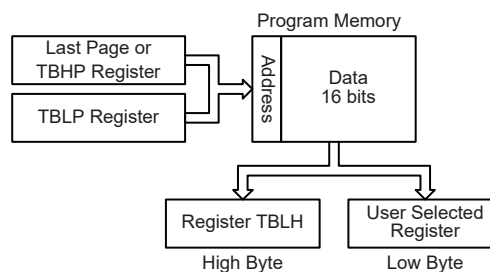 Program Memory
Last Page or
TBHP Register
TBLP Register
Address
Data
16 bits
Register TBLH
User Selected
Register
High Byte
Low Byte